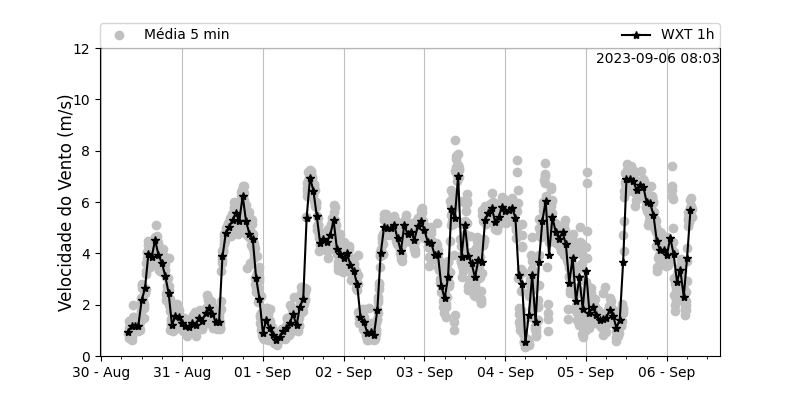 Média 5 min
WXT 1h
2023-09-06 08:03
Velocidade do Vento (m/s)
12
10
8
6
4
2
0
30 - Aug
31 - Aug
01 - Sep
02 - Sep
03 - Sep
04 - Sep
05 - Sep
06 - Sep